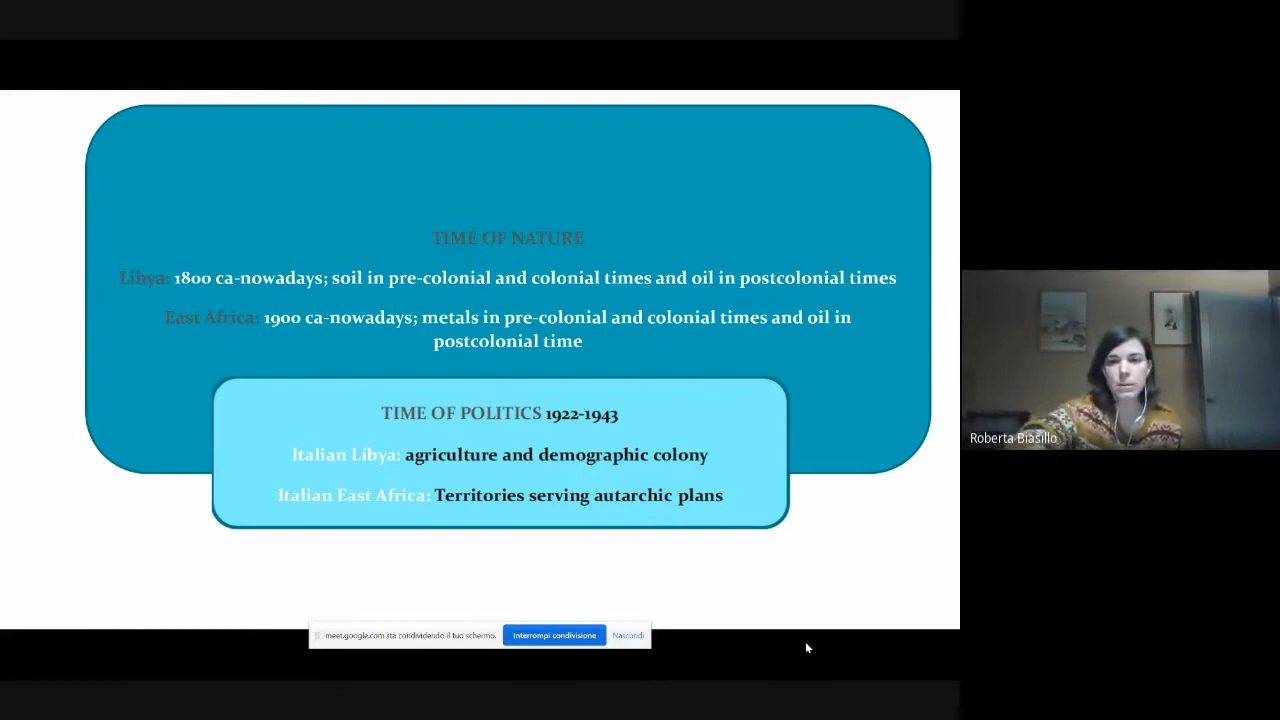 TIME OF NATURE
Libya: 1800 ca-nowadays; soil in pre-colonial and colonial times and oil in postcolonial times
East Africa: 1900 ca-nowadays; metals in pre-colonial and colonial times and oil in
postcolonial time
TIME OF POLITICS 1922-1943
Italian Libya: agriculture and demographic colony
Italian East Africa: Territories serving autarchic plans
Roberta Biasillo
meet.google.com sta condividendo il tuo schermo. Interrompi condivisione Nascondi